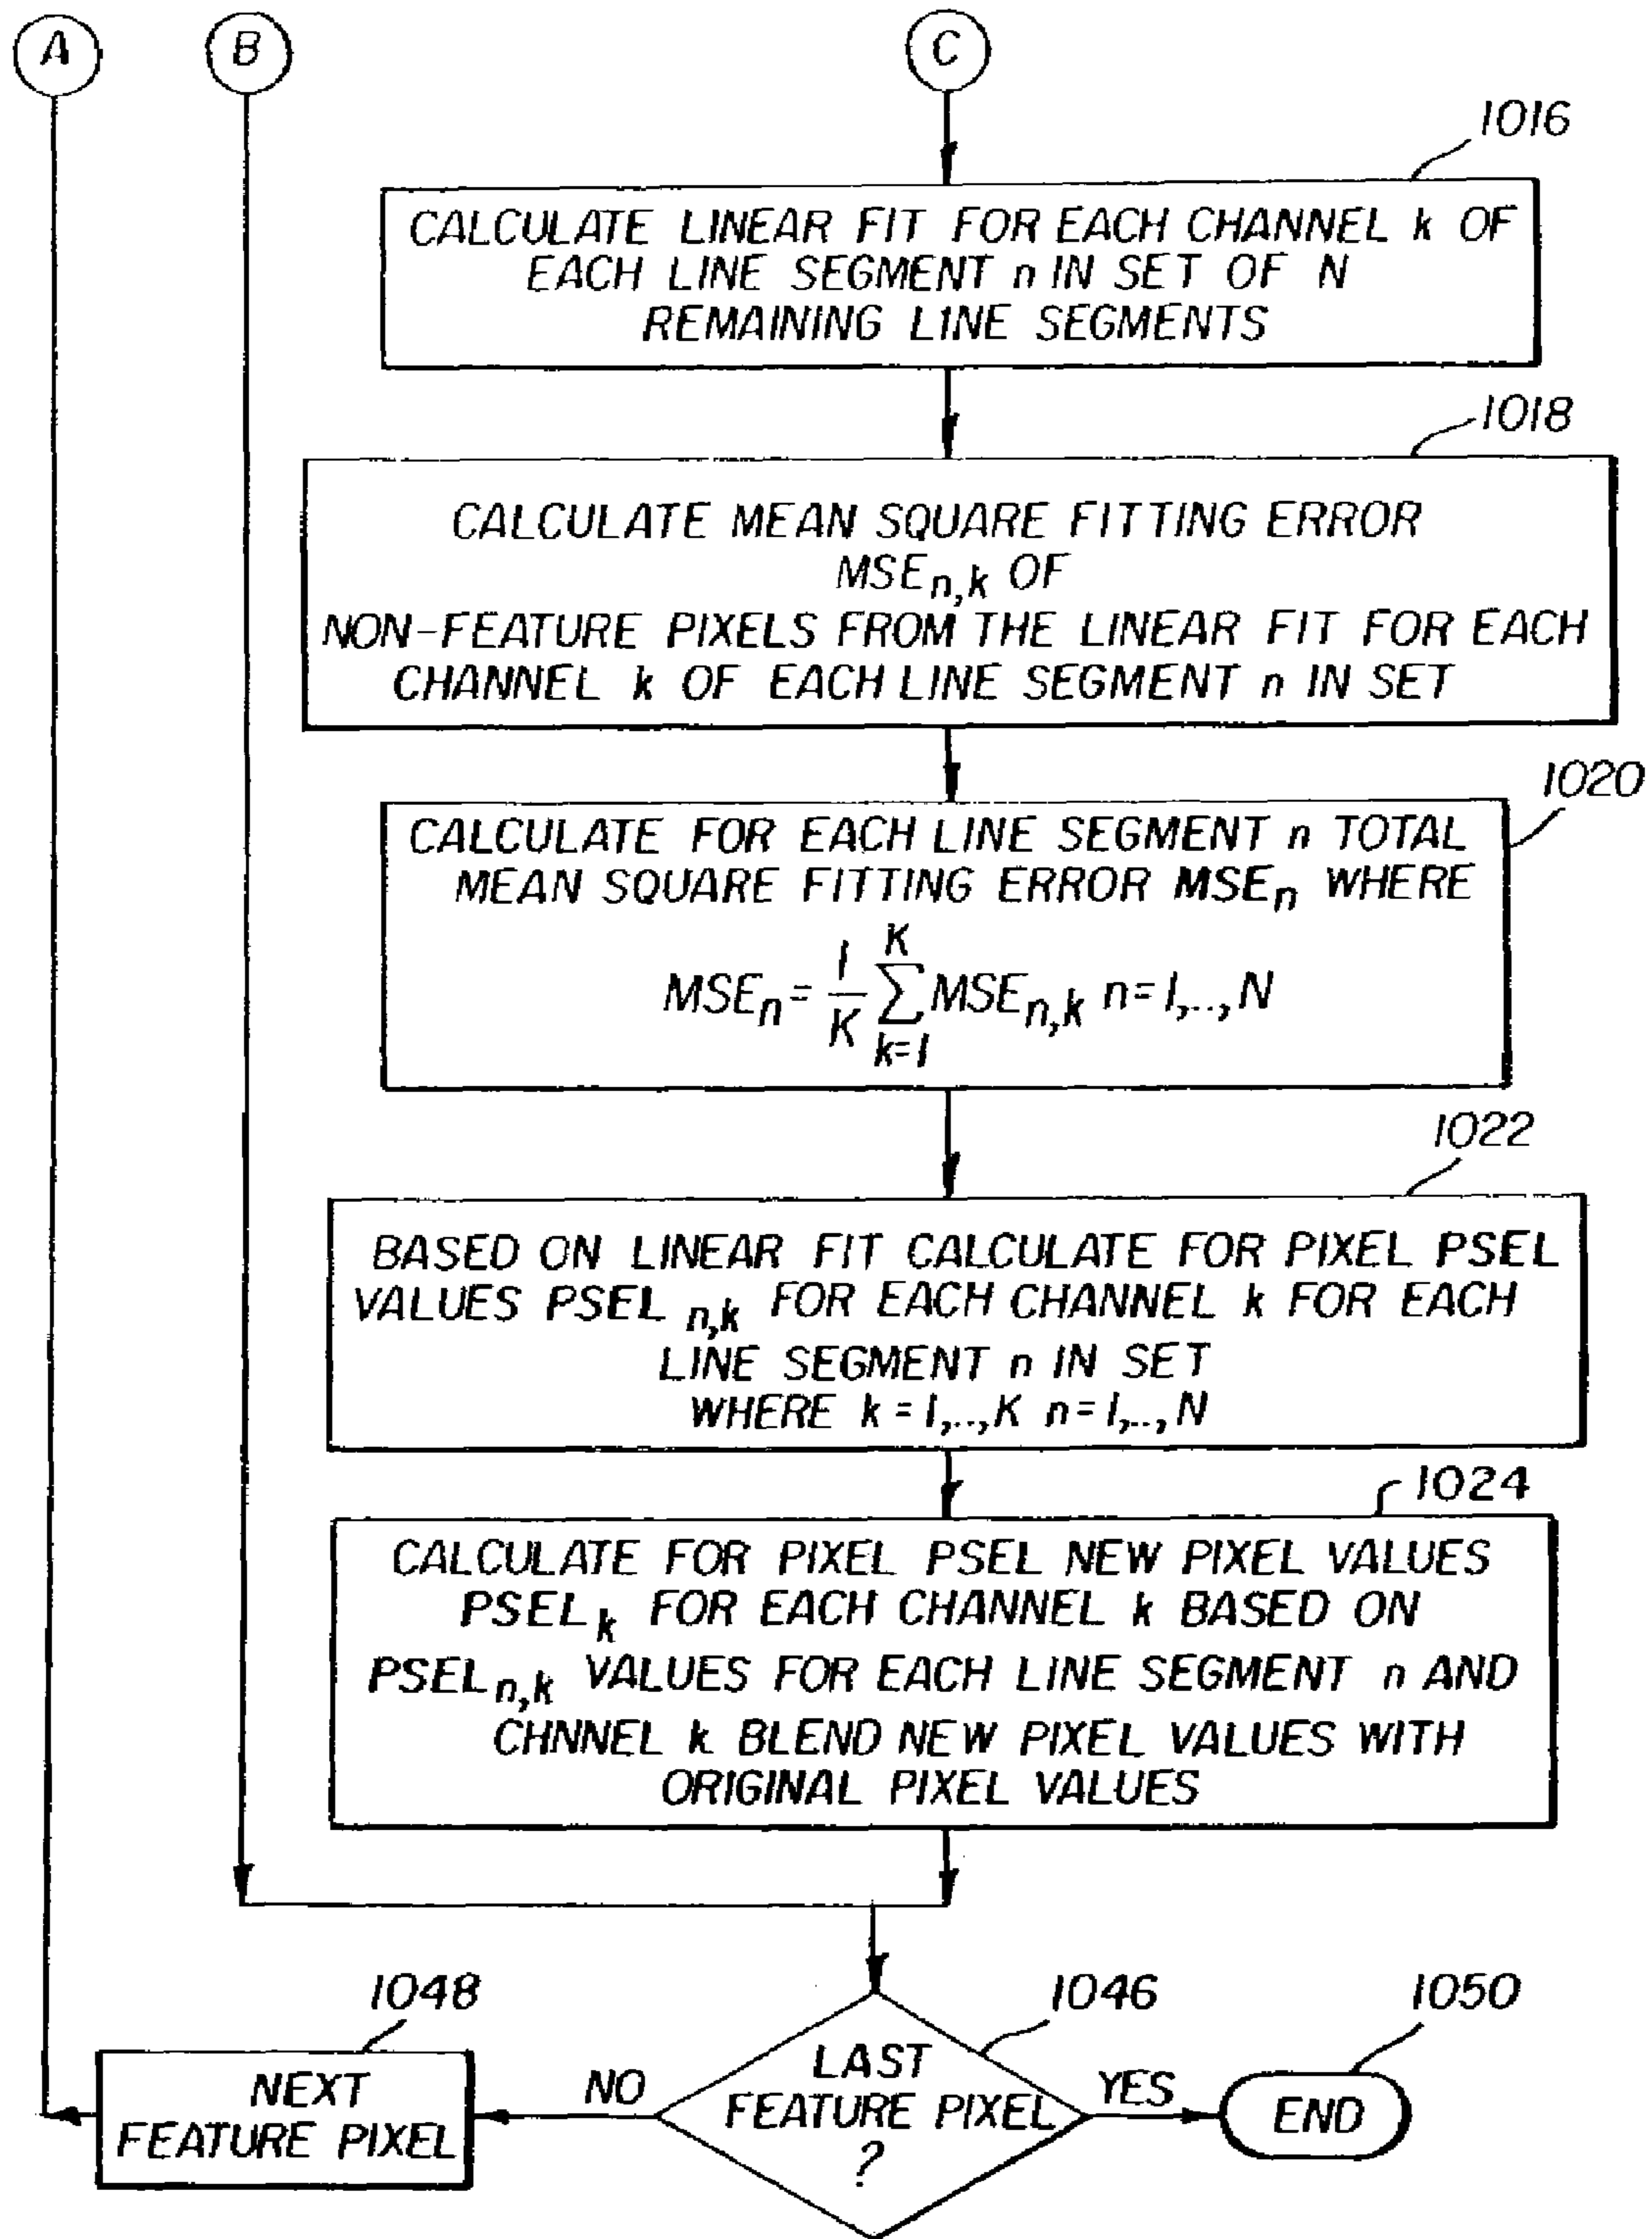 A
B
C
1016
CALCULATE LINEAR FIT FOR EACH CHANNEL k OF
EACH LINE SEGMENT n IN SET OF N
REMAINING LINE SEGMENTS
1018
CALCULATE MEAN SQUARE FITTING ERROR
MSEn,k OF
NON-FEATURE PIXELS FROM THE LINEAR FIT FOR EACH
CHANNEL k OF EACH LINE SEGMENT n IN SET
1020
CALCULATE FOR EACH LINE SEGMENT n TOTAL
MEAN SQUARE FITTING ERROR MSEn WHERE
MSEn = 1/K K∑k=1 MSEn,k n=1,..,N
1022
BASED ON LINEAR FIT CALCULATE FOR PIXEL PSEL
VALUES PSEL n,k FOR EACH CHANNEL k FOR EACH
LINE SEGMENT n IN SET
WHERE k = 1,..,K n=1,..,N
1024
CALCULATE FOR PIXEL PSEL NEW PIXEL VALUES
PSELk FOR EACH CHANNEL k BASED ON
PSELn,k VALUES FOR EACH LINE SEGMENT n AND
CHNNEL k BLEND NEW PIXEL VALUES WITH
ORIGINAL PIXEL VALUES
1048
1046
1050
NEXT
FEATURE PIXEL
NO
LAST
FEATURE PIXEL
?
YES
END